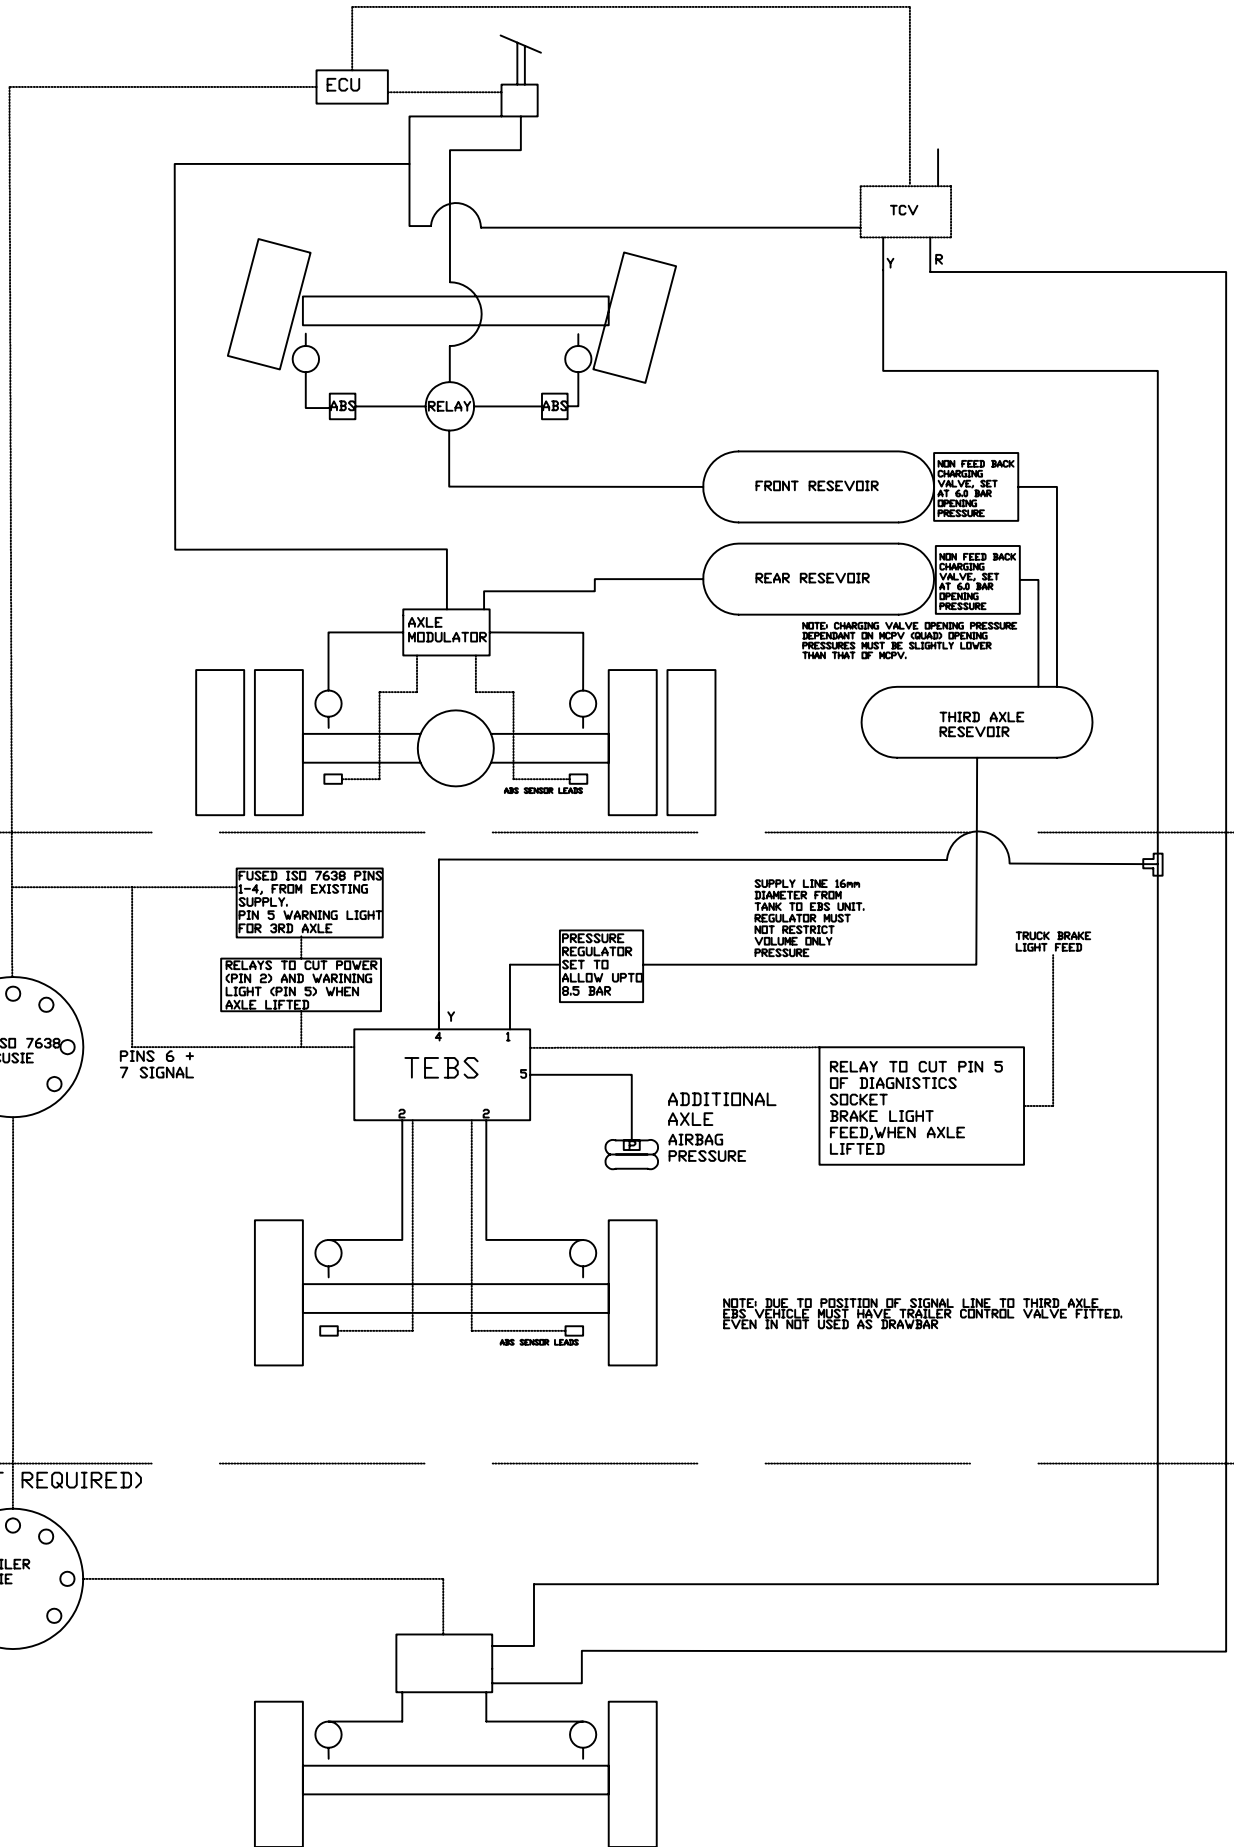 ECU
TCV
Y
R
ABS
RELAY
ABS
FRONT RESEVOIR
NON FEED BACK
CHARGING
VALVE, SET
AT 6.0 BAR
OPENING
PRESSURE
REAR RESEVOIR
NON FEED BACK
CHARGING
VALVE, SET
AT 6.0 BAR
OPENING
PRESSURE
NOTE: CHARGING VALVE OPENING PRESSURE
DEPENDANT ON MCPV (QUAD) OPENING
PRESSURES MUST BE SLIGHTLY LOWER
THAN THAT OF MCPV.
AXLE
MODULATOR
THIRD AXLE
RESEVOIR
ABS SENSOR LEADS
FUSED ISO 7638 PINS
1-4, FROM EXISTING
SUPPLY.
PIN 5 WARNING LIGHT
FOR 3RD AXLE
SUPPLY LINE 16mm
DIAMETER FROM
TANK TO EBS UNIT.
REGULATOR MUST
NOT RESTRICT
VOLUME ONLY
PRESSURE
PRESSURE
REGULATOR
SET TO
ALLOW UPTO
8.5 BAR
TRUCK BRAKE
LIGHT FEED
RELAYS TO CUT POWER
(PIN 2) AND WARINING
LIGHT (PIN 5) WHEN
AXLE LIFTED
Y
4
1
ISO 7638
SUSIE
PINS 6 +
7 SIGNAL
TEBS
5
2
2
RELAY TO CUT PIN 5
OF DIAGNISTICS
SOCKET
BRAKE LIGHT
FEED,WHEN AXLE
LIFTED
ADDITIONAL
AXLE
AIRBAG
PRESSURE
P
NOTE: DUE TO POSITION OF SIGNAL LINE TO THIRD AXLE
EBS VEHICLE MUST HAVE TRAILER CONTROL VALVE FITTED.
EVEN IN NOT USED AS DRAWBAR
ABS SENSOR LEADS
REQUIRED)